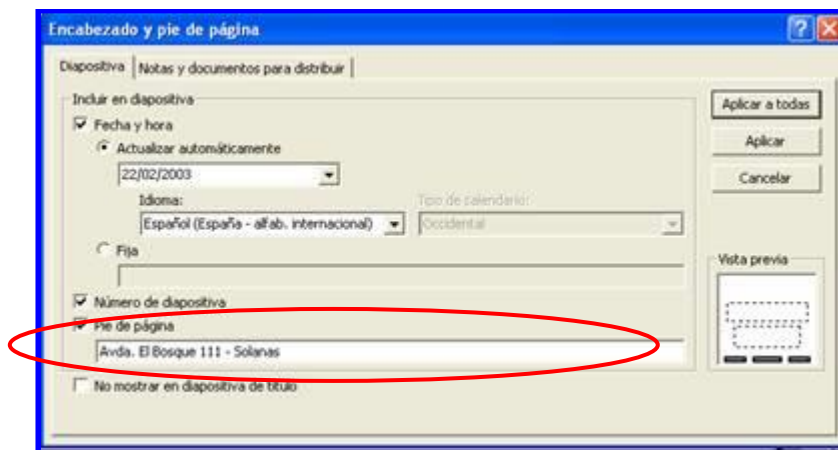 Encabezado y pie de página
Diapositiva Notas y documentos para distribuir
Incluir en diapositiva
Fecha y hora
Actualizar automáticamente
22/02/2003
Idioma: Tipo de calendario:
Español (España - alfab. internacional) Occidental
Fija
Número de diapositiva
Pie de página
Avda. El Bosque 111 - Solanas
No mostrar en diapositiva de título
Aplicar a todas
Aplicar
Cancelar
Vista previa